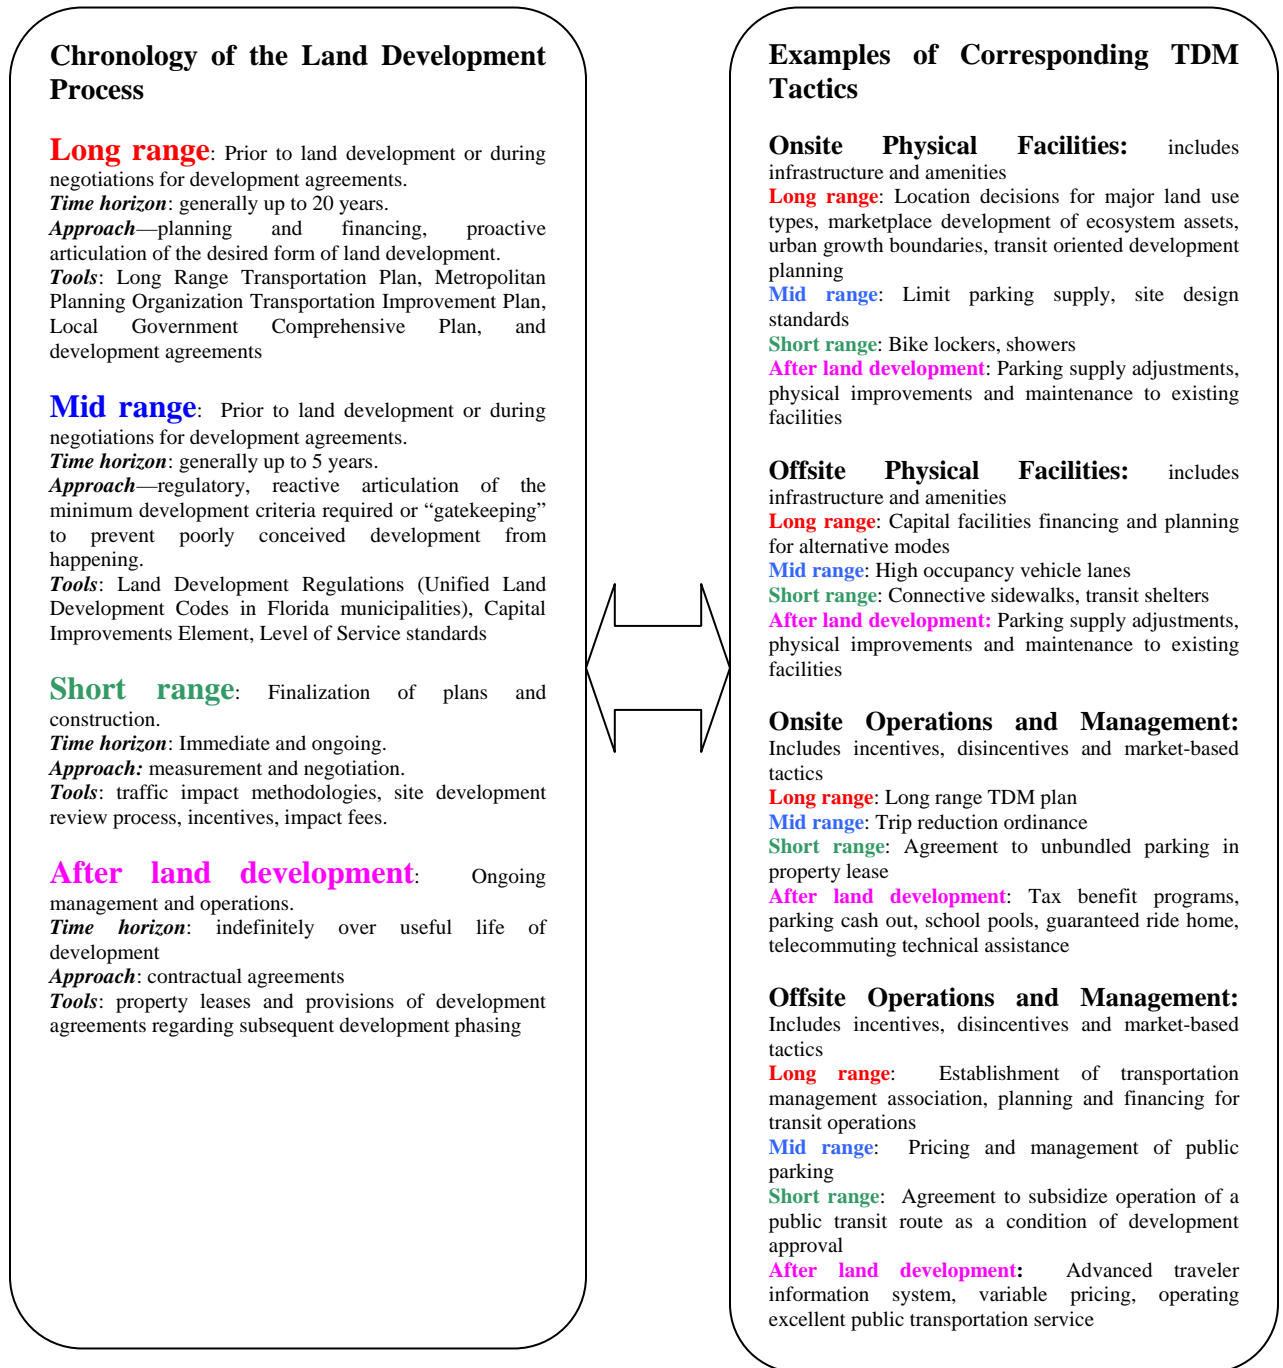 Chronology of the Land Development
Process
Long range: Prior to land development or during
negotiations for development agreements.
Time horizon: generally up to 20 years.
Approach—planning and financing, proactive
articulation of the desired form of land development.
Tools: Long Range Transportation Plan, Metropolitan
Planning Organization Transportation Improvement Plan,
Local Government Comprehensive Plan, and
development agreements
Mid range: Prior to land development or during
negotiations for development agreements.
Time horizon: generally up to 5 years.
Approach—regulatory, reactive articulation of the
minimum development criteria required or “gatekeeping”
to prevent poorly conceived development from
happening.
Tools: Land Development Regulations (Unified Land
Development Codes in Florida municipalities), Capital
Improvements Element, Level of Service standards
Short range: Finalization of plans and
construction.
Time horizon: Immediate and ongoing.
Approach: measurement and negotiation.
Tools: traffic impact methodologies, site development
review process, incentives, impact fees.
After land development: Ongoing
management and operations.
Time horizon: indefinitely over useful life of
development
Approach: contractual agreements
Tools: property leases and provisions of development
agreements regarding subsequent development phasing
Examples of Corresponding TDM
Tactics
Onsite Physical Facilities: includes
infrastructure and amenities
Long range: Location decisions for major land use
types, marketplace development of ecosystem assets,
urban growth boundaries, transit oriented development
planning
Mid range: Limit parking supply, site design
standards
Short range: Bike lockers, showers
After land development: Parking supply adjustments,
physical improvements and maintenance to existing
facilities
Offsite Physical Facilities: includes
infrastructure and amenities
Long range: Capital facilities financing and planning
for alternative modes
Mid range: High occupancy vehicle lanes
Short range: Connective sidewalks, transit shelters
After land development: Parking supply adjustments,
physical improvements and maintenance to existing
facilities
Onsite Operations and Management:
Includes incentives, disincentives and market-based
tactics
Long range: Long range TDM plan
Mid range: Trip reduction ordinance
Short range: Agreement to unbundled parking in
property lease
After land development: Tax benefit programs,
parking cash out, school pools, guaranteed ride home,
telecommuting technical assistance
Offsite Operations and Management:
Includes incentives, disincentives and market-based
tactics
Long range: Establishment of transportation
management association, planning and financing for
transit operations
Mid range: Pricing and management of public
parking
Short range: Agreement to subsidize operation of a
public transit route as a condition of development
approval
After land development: Advanced traveler
information system, variable pricing, operating
excellent public transportation service